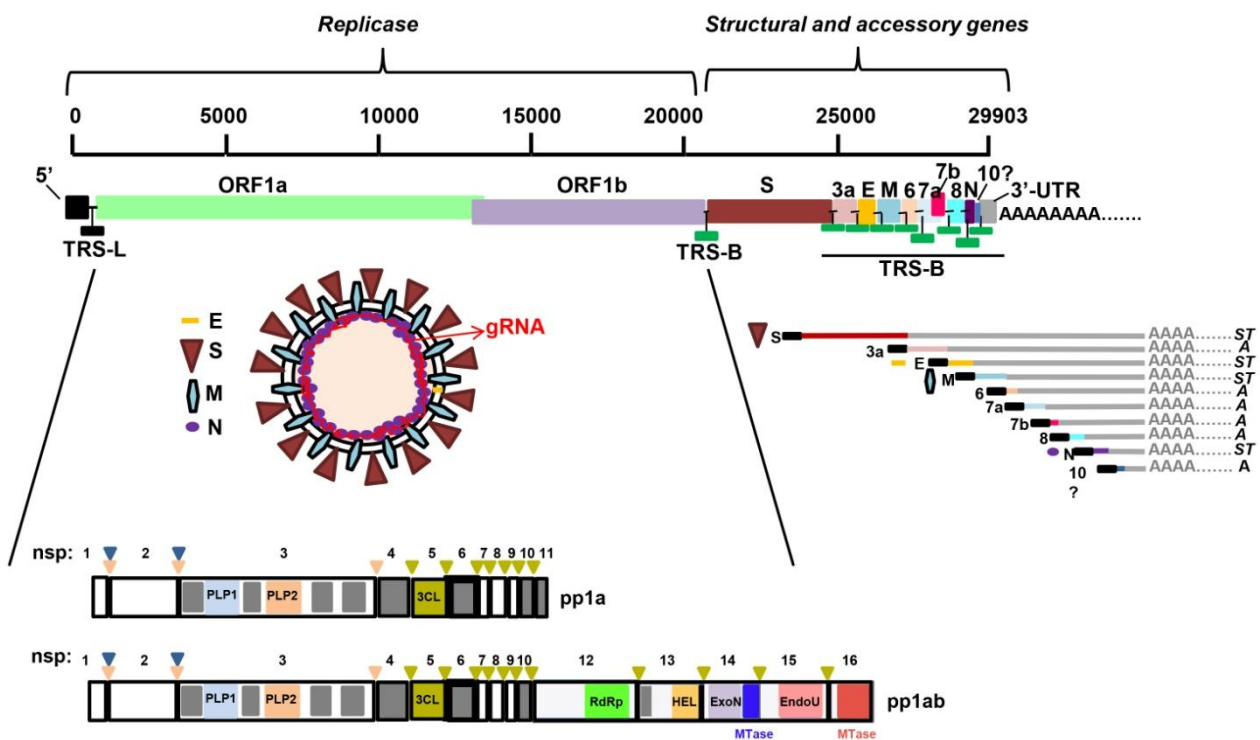 Replicase
Structural and accessory genes
0 5000 10000 15000 20000 25000 29903
5’ ORF1a ORF1b S 3a E M 6 7a 7b 8 N 10? 3’-UTR
AAAAAAAA.......
TRS-L
TRS-B
TRS-B
E
S
M
N
gRNA
S AAAA...... ST
3a AAAA...... A
E AAAA...... ST
M AAAA...... ST
6 AAAA...... A
7a AAAA...... A
7b AAAA...... A
8 AAAA...... A
N AAAA...... ST
10 AAAA....... A
?
nsp: 1 2 3 4 5 6 7 8 9 10 11
PLP1 PLP2 3CL pp1a
nsp: 1 2 3 4 5 6 7 8 9 10 12 13 14 15 16
PLP1 PLP2 3CL RdRp HEL ExoN EndoU pp1ab
MTase MTase